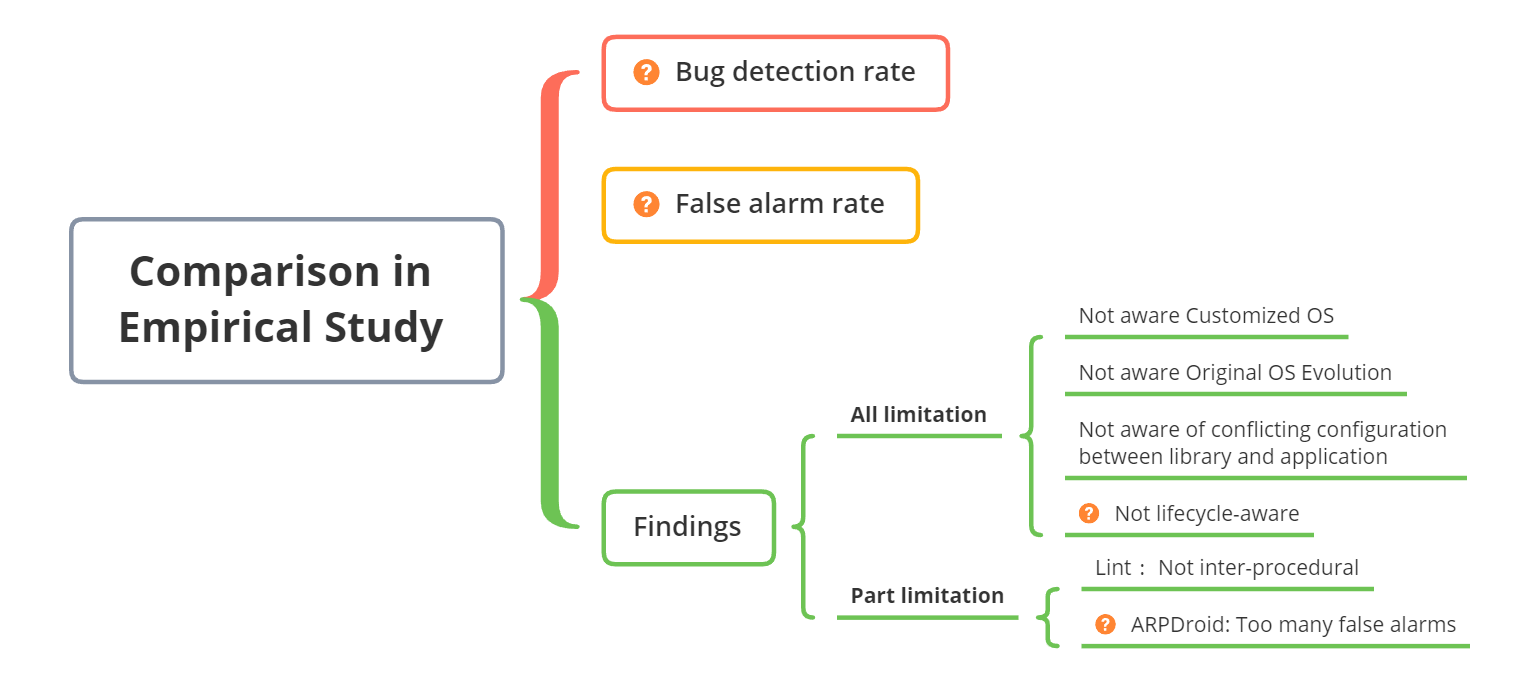 Comparison in
Empirical Study
Bug detection rate
False alarm rate
Findings
All limitation
Not aware Customized OS
Not aware Original OS Evolution
Not aware of conflicting configuration
between library and application
Not lifecycle-aware
Part limitation
Lint： Not inter-procedural
ARPDroid: Too many false alarms